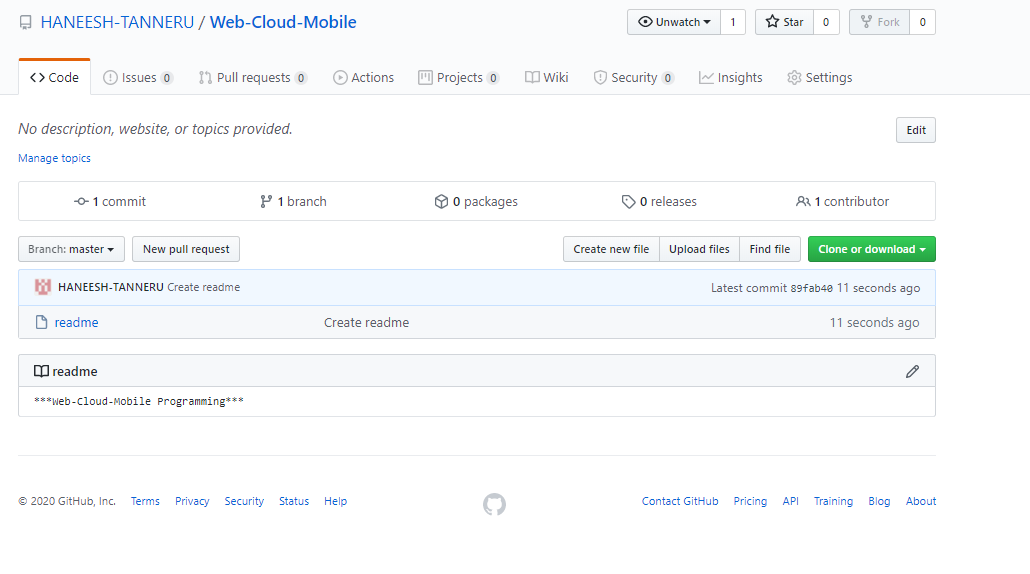 HANEESH-TANNERU / Web-Cloud-Mobile
Unwatch 1 Star 0 Fork 0
Code Issues 0 Pull requests 0 Actions Projects 0 Wiki Security 0 Insights Settings
No description, website, or topics provided.
Edit
Manage topics
1 commit 1 branch 0 packages 0 releases 1 contributor
Branch: master New pull request Create new file Upload files Find file Clone or download
HANEESH-TANNERU Create readme Latest commit 89fab40 11 seconds ago
readme Create readme 11 seconds ago
readme
***Web-Cloud-Mobile Programming***
© 2020 GitHub, Inc. Terms Privacy Security Status Help Contact GitHub Pricing API Training Blog About